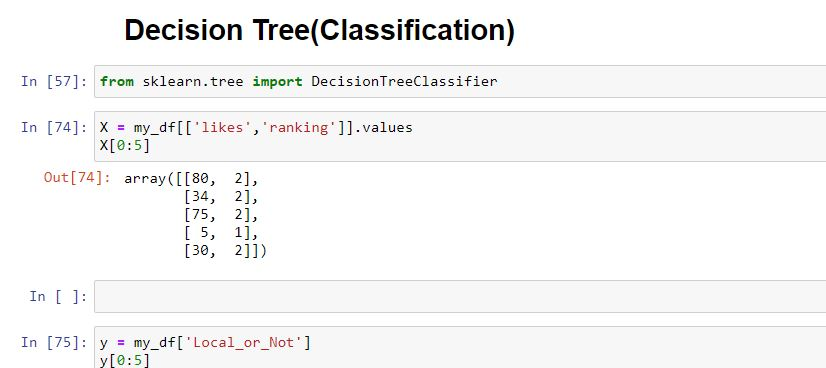 Decision Tree(Classification)
In [57]: from sklearn.tree import DecisionTreeClassifier
In [74]: X = my_df[['likes','ranking']].values
X[0:5]
Out[74]: array([[80,  2],
       [34,  2],
       [75,  2],
       [ 5,  1],
       [30,  2]])
In [ ]:
In [75]: y = my_df['Local_or_Not']
y[0:5]